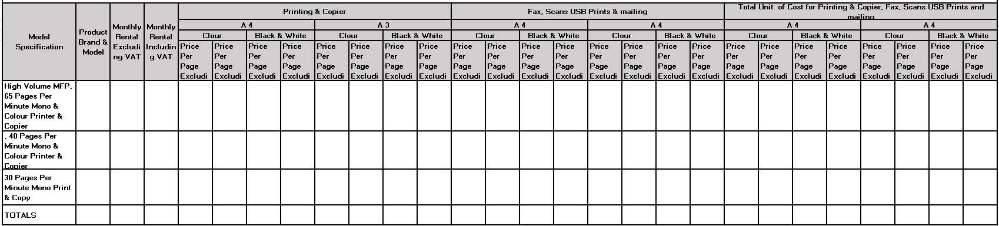 Printing & Copier
Fax, Scans USB Prints & mailing
Total Unit of Cost for Printing & Copier, Fax, Scans USB Prints and
mailing
Model
Specification
Product
Brand &
Model
Monthly
Rental
Excludi
ng VAT
Monthly
Rental
Includin
g VAT
A 4
A 3
A 4
A 4
A 4
A 4
Clour
Black & White
Clour
Black & White
Clour
Black & White
Clour
Black & White
Clour
Black & White
Clour
Black & White
Price Price Price Price Price Price Price Price Price Price Price Price Price Price Price Price Price Price Price Price Price Price Price Price
Per Per Per Per Per Per Per Per Per Per Per Per Per Per Per Per Per Per Per Per Per Per Per Per
Page Page Page Page Page Page Page Page Page Page Page Page Page Page Page Page Page Page Page Page Page Page Page Page
Excludi Excludi Excludi Excludi Excludi Excludi Excludi Excludi Excludi Excludi Excludi Excludi Excludi Excludi Excludi Excludi Excludi Excludi Excludi Excludi Excludi Excludi Excludi Excludi
High Volume MFP,
65 Pages Per
Minute Mono &
Colour Printer &
Copier
, 40 Pages Per
Minute Mono &
Colour Printer &
Copier
30 Pages Per
Minute Mono Print
& Copy
TOTALS